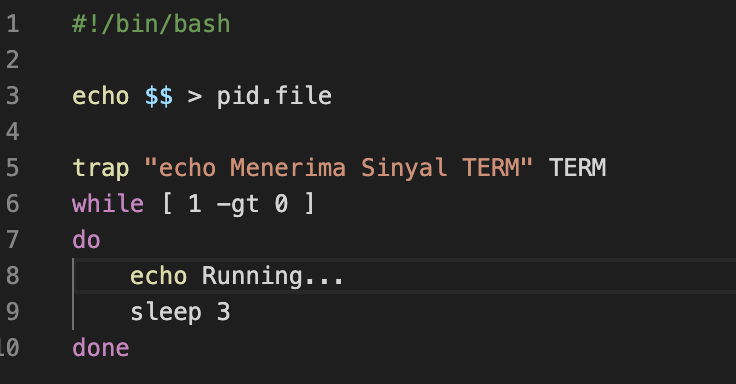 1 #!/bin/bash
2
3 echo $$ > pid.file
4
5 trap "echo Menerima Sinyal TERM" TERM
6 while [ 1 -gt 0 ]
7 do
8 echo Running...
9 sleep 3
10 done